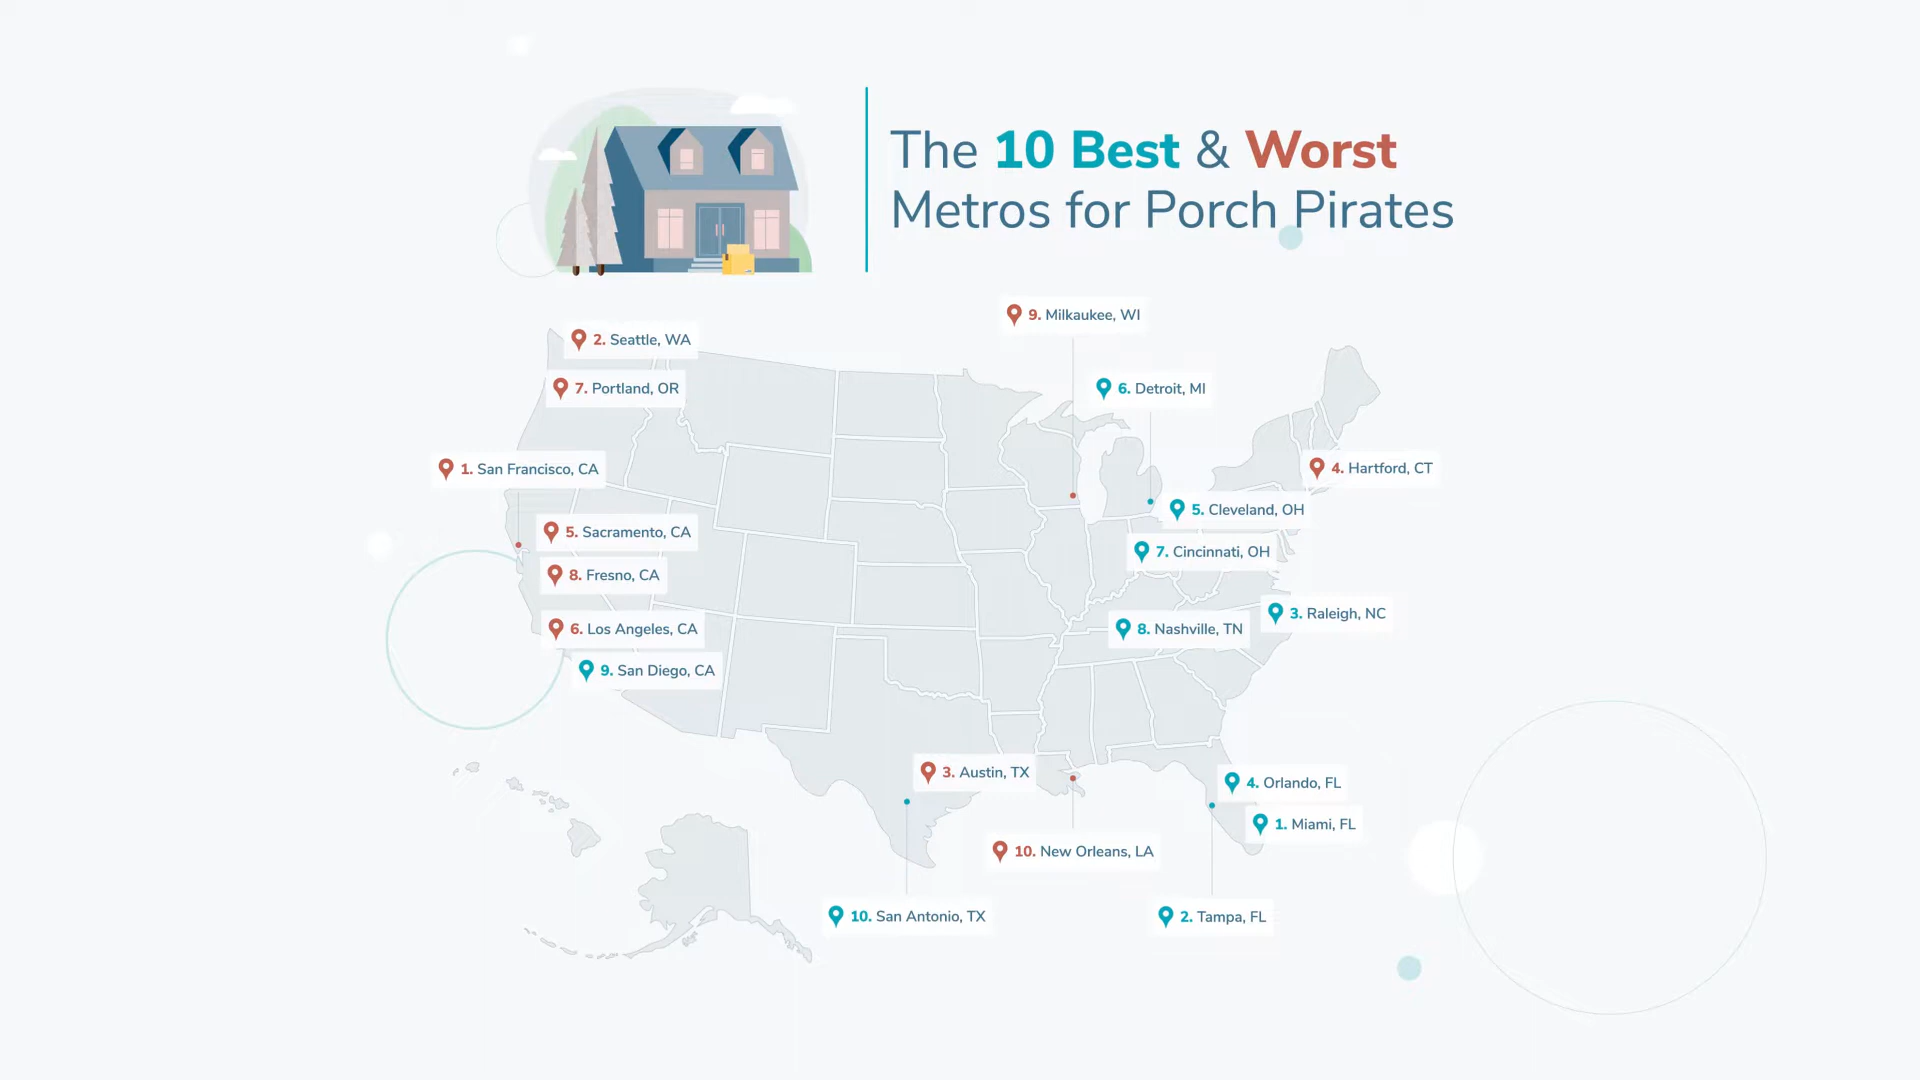 The 10 Best & Worst
Metros for Porch Pirates
9. Milkaukee, WI
2. Seattle, WA
7. Portland, OR
6. Detroit, MI
1. San Francisco, CA
4. Hartford, CT
5. Cleveland, OH
5. Sacramento, CA
7. Cincinnati, OH
8. Fresno, CA
3. Raleigh, NC
6. Los Angeles, CA
8. Nashville, TN
9. San Diego, CA
3. Austin, TX
4. Orlando, FL
1. Miami, FL
10. New Orleans, LA
10. San Antonio, TX
2. Tampa, FL